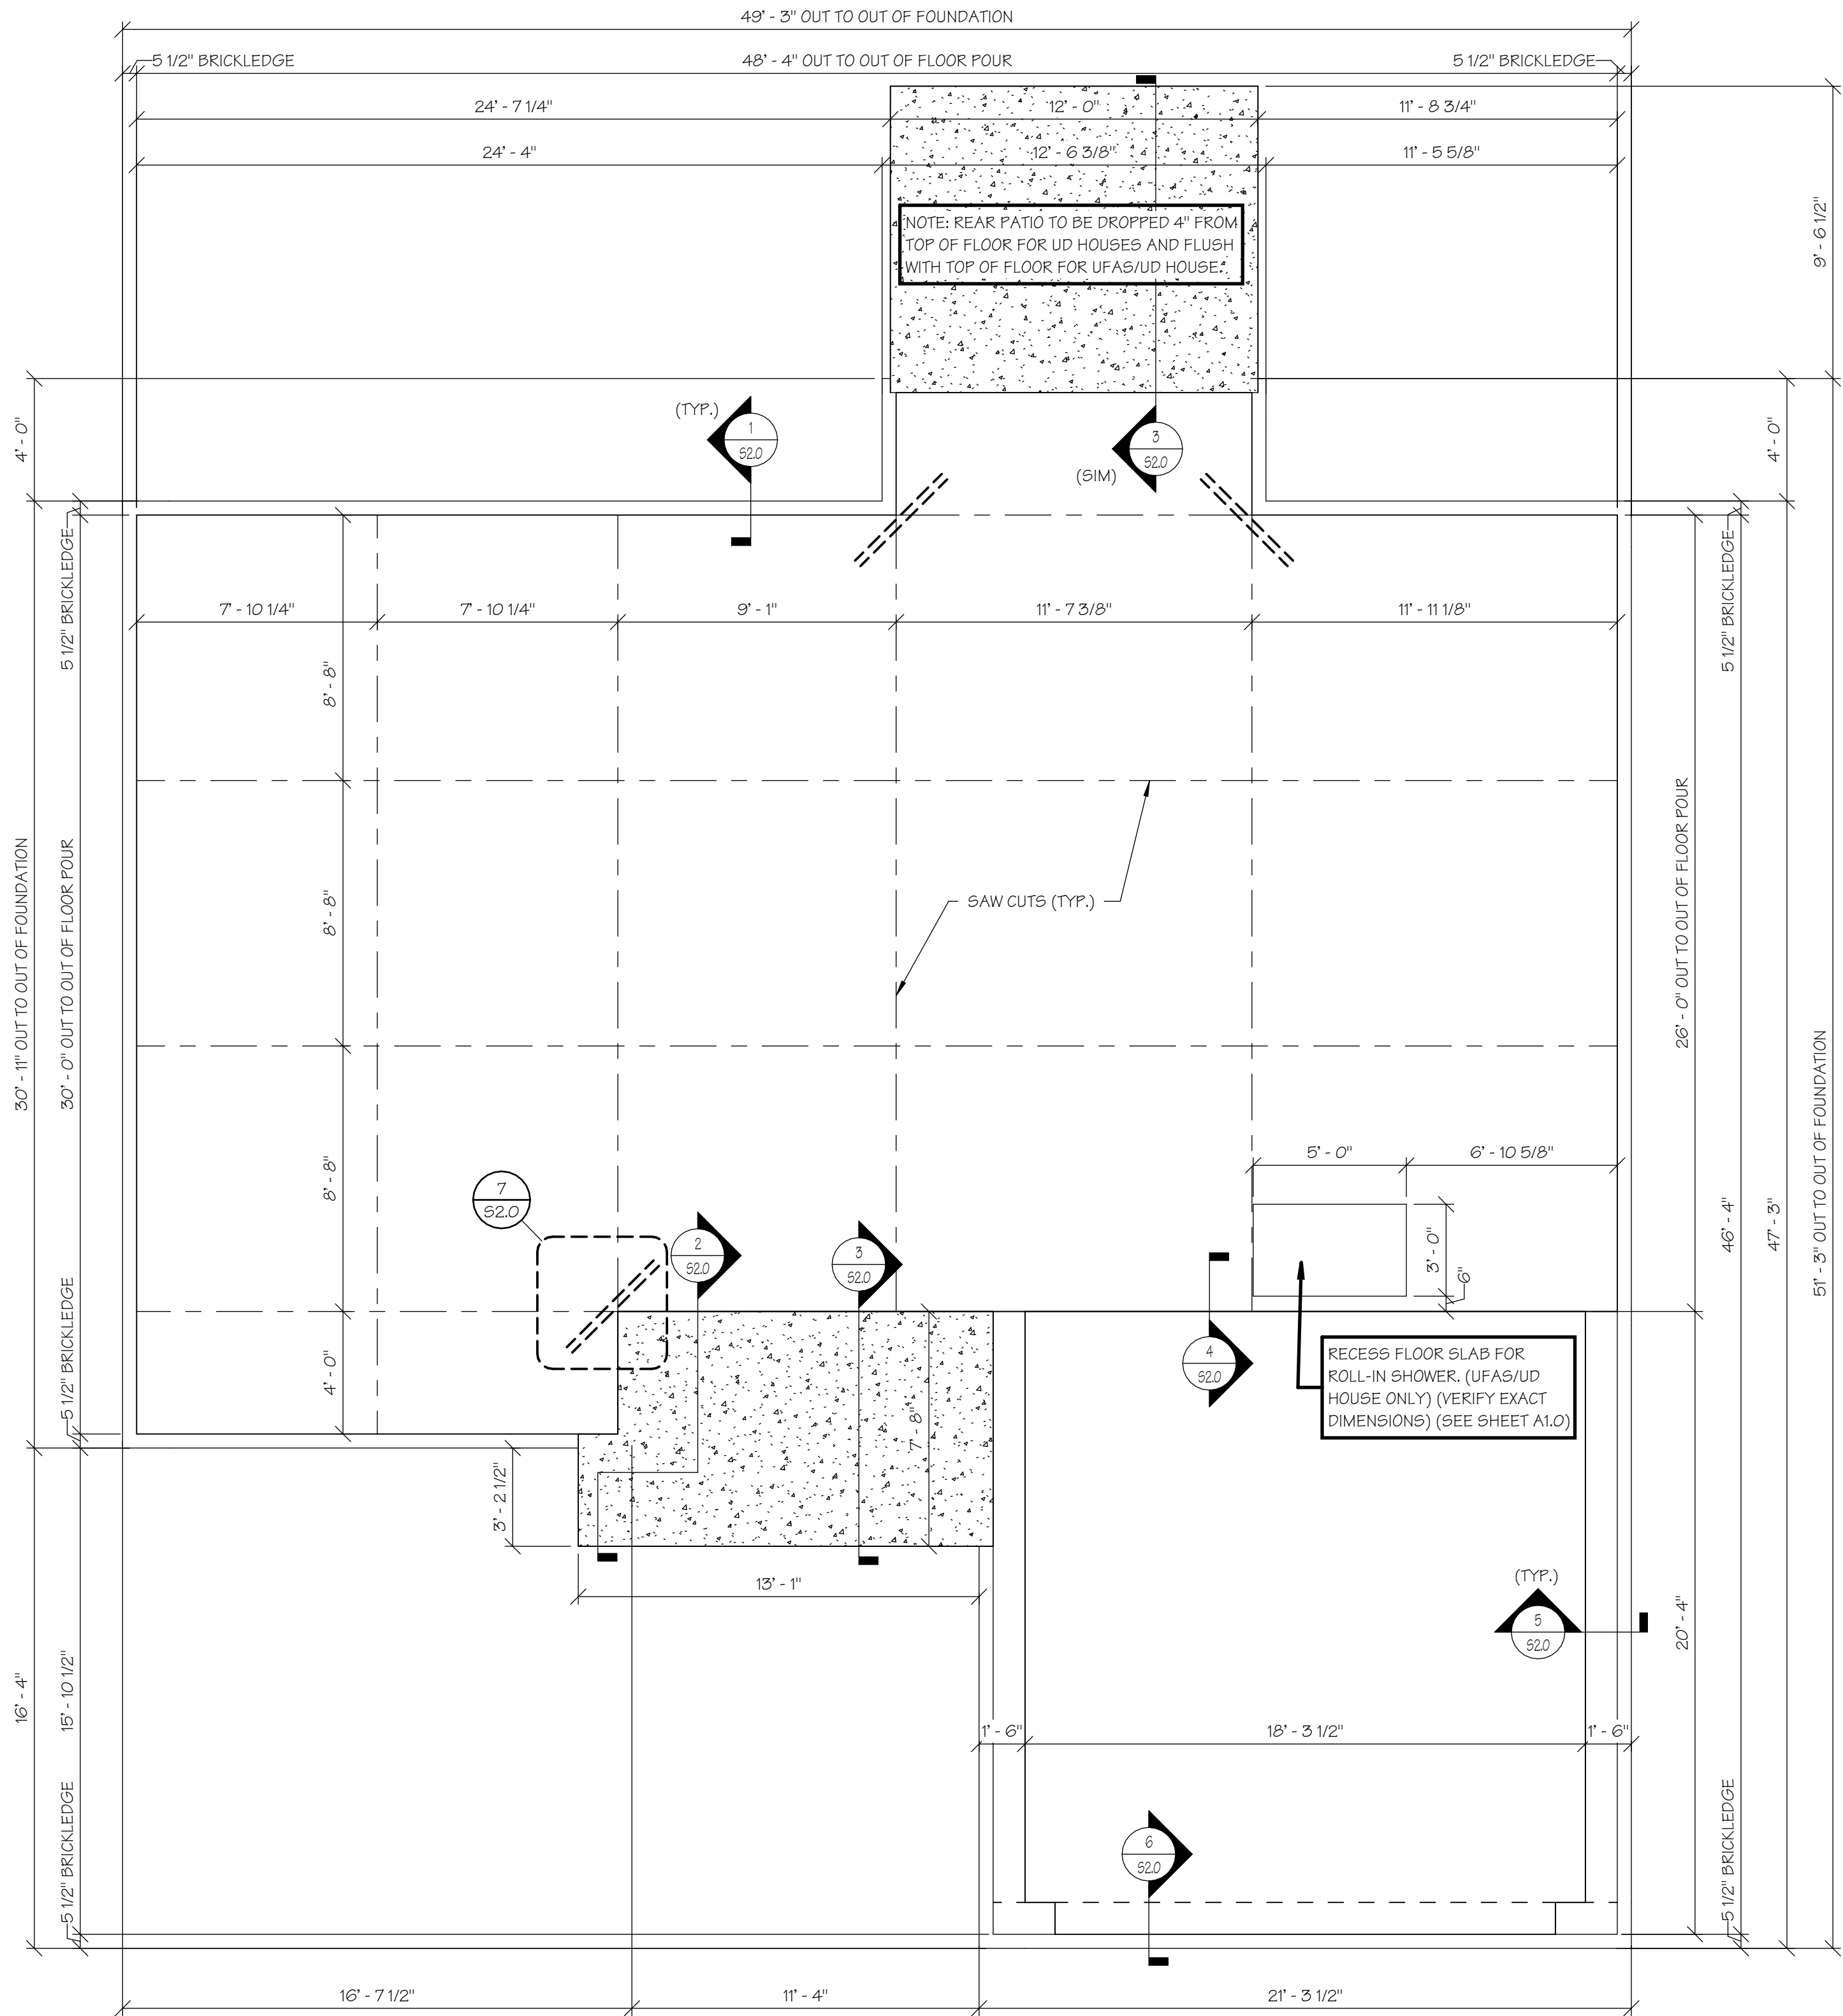 49' - 3" OUT TO OUT OF FOUNDATION
5 1/2" BRICKLEDGE
48' - 4" OUT TO OUT OF FLOOR POUR
5 1/2" BRICKLEDGE
24' - 7 1/4"
12' - 0"
11' - 8 3/4"
24' - 4"
12' - 6 3/8"
11' - 5 5/8"
NOTE: REAR PATIO TO BE DROPPED 4" FROM
TOP OF FLOOR FOR UD HOUSES AND FLUSH
WITH TOP OF FLOOR FOR UFAS/UD HOUSE.
9' - 6 1/2"
4' - 0"
(TYP.)
1
S2.0
3
S2.0
(SIM)
4' - 0"
5 1/2" BRICKLEDGE
5 1/2" BRICKLEDGE
7' - 10 1/4"
7' - 10 1/4"
9' - 1"
11' - 7 3/8"
11' - 11 1/8"
8' - 8"
8' - 8"
8' - 8"
4' - 0"
SAW CUTS (TYP.)
30' - 11" OUT TO OUT OF FOUNDATION
30' - 0" OUT TO OUT OF FLOOR POUR
26' - 0" OUT TO OUT OF FLOOR POUR
46' - 4"
47' - 3"
51' - 3" OUT TO OUT OF FOUNDATION
5' - 0"
6' - 10 5/8"
3' - 0"
6"
7
S2.0
2
S2.0
3
S2.0
4
S2.0
RECESS FLOOR SLAB FOR
ROLL-IN SHOWER. (UFAS/UD
HOUSE ONLY) (VERIFY EXACT
DIMENSIONS) (SEE SHEET A1.0)
5 1/2" BRICKLEDGE
7' - 8"
3' - 2 1/2"
13' - 1"
(TYP.)
5
S2.0
20' - 4"
16' - 4"
15' - 10 1/2"
1' - 6"
18' - 3 1/2"
1' - 6"
6
S2.0
5 1/2" BRICKLEDGE
5 1/2" BRICKLEDGE
16' - 7 1/2"
11' - 4"
21' - 3 1/2"